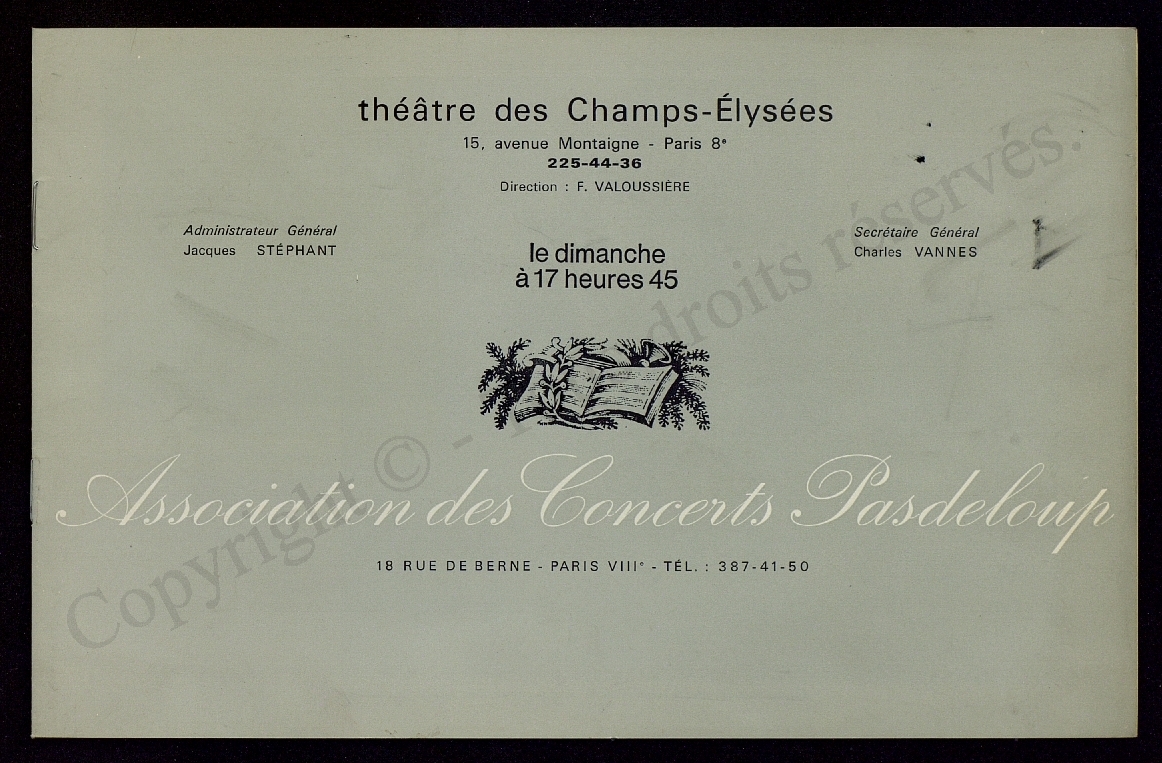 théâtre des Champs-Élysées
15, avenue Montaigne - Paris 8e
225-44-36
Direction : F. VALOUSSIÈRE
Administrateur Général
Jacques STÉPHANT
Secrétaire Général
Charles VANNES
le dimanche
à 17 heures 45
Association des Concerts Pasdeloup
18 RUE DE BERNE - PARIS VIIIe - TÉL. : 387-41-50
Copyright © - droits réservés.